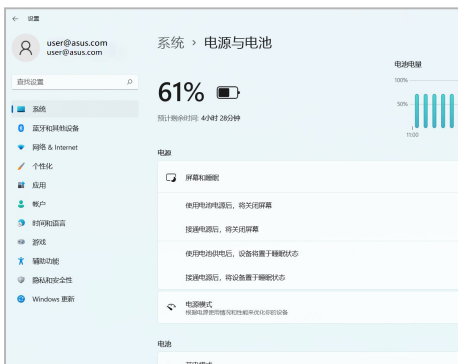 设置
user@asus.com
user@asus.com
查找设置
系统
蓝牙和其他设备
网络 & Internet
个性化
应用
帐户
时间和语言
游戏
辅助功能
隐私和安全性
Windows 更新
系统 › 电源与电池
61%
预计剩余时间: 4小时 28分钟
电池电量
100%
50%
11:00
电源
屏幕和睡眠
使用电池电源后，将关闭屏幕
接通电源后，将关闭屏幕
使用电池供电后，设备将置于睡眠状态
接通电源后，将设备置于睡眠状态
电源模式
根据电源使用情况和性能来优化你的设备
电池